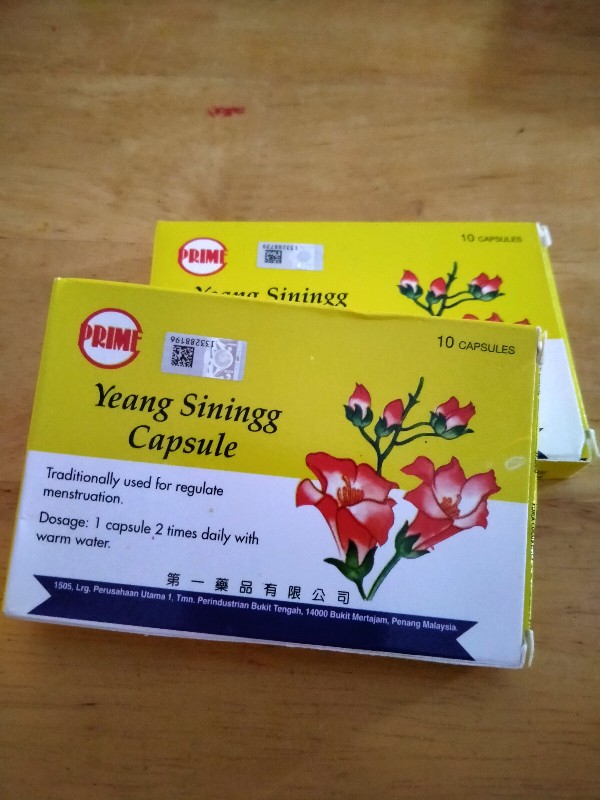 PRIME
133288739
10 CAPSULES
Yeang Siningg
PRIME
133288196
10 CAPSULES
Yeang Siningg
Capsule
Traditionally used for regulate
menstruation.
Dosage: 1 capsule 2 times daily with
warm water.
第一藥品有限公司
1505, Lrg. Perusahaan Utama 1, Tmn. Perindustrian Bukit Tengah, 14000 Bukit Mertajam, Penang Malaysia.